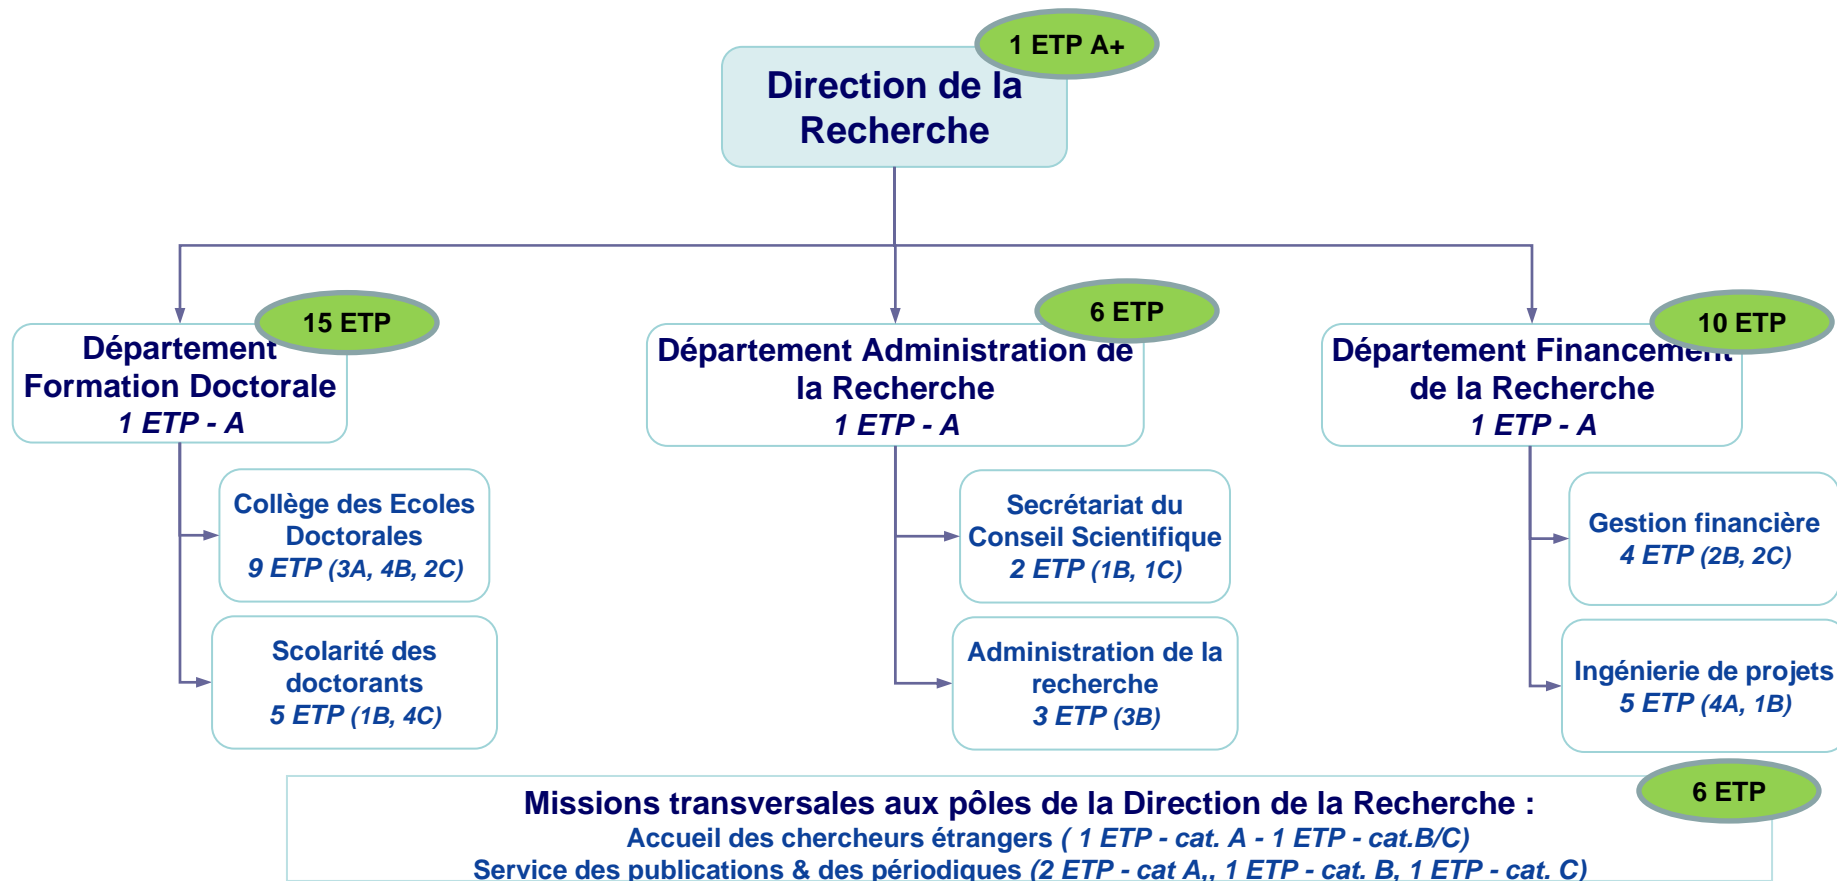 1 ETP A+
Direction de la
Recherche
15 ETP
Département
Formation Doctorale
1 ETP - A
6 ETP
Département Administration de
la Recherche
1 ETP - A
10 ETP
Département Financement
de la Recherche
1 ETP - A
Collège des Ecoles
Doctorales
9 ETP (3A, 4B, 2C)
Scolarité des
doctorants
5 ETP (1B, 4C)
Secrétariat du
Conseil Scientifique
2 ETP (1B, 1C)
Administration de la
recherche
3 ETP (3B)
Gestion financière
4 ETP (2B, 2C)
Ingénierie de projets
5 ETP (4A, 1B)
6 ETP
Missions transversales aux pôles de la Direction de la Recherche :
Accueil des chercheurs étrangers ( 1 ETP - cat. A - 1 ETP - cat.B/C)
Service des publications & des périodiques (2 ETP - cat A,, 1 ETP - cat. B, 1 ETP - cat. C)